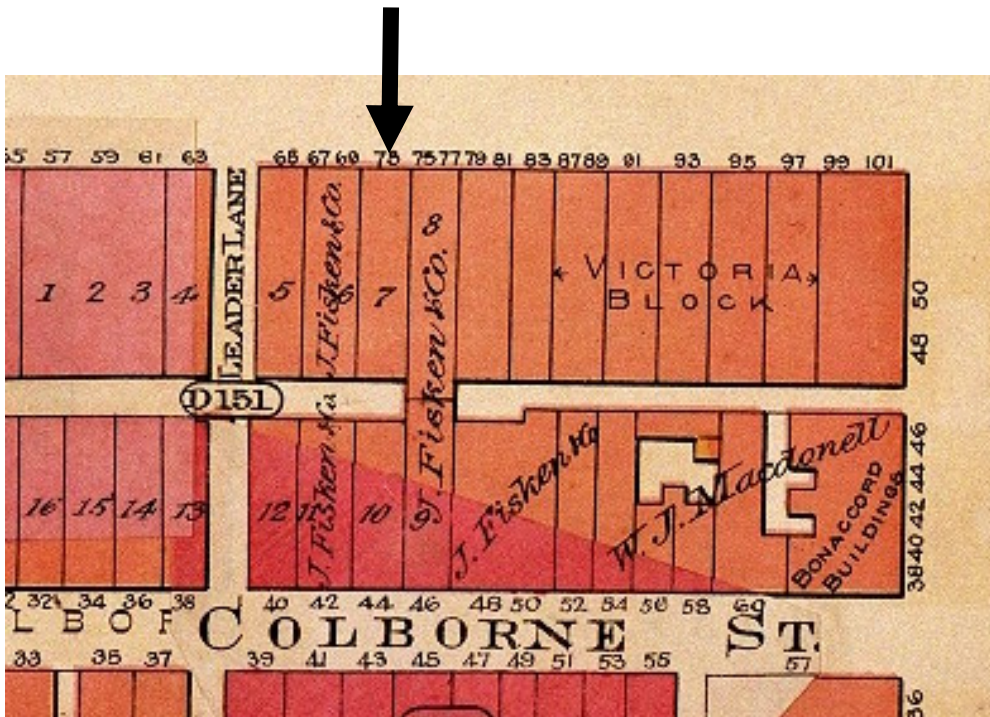 55 57 59 61 63 65 67 69 73 75 77 79 81 83 87 89 91 93 95 97 99 101
LEADER LANE
1 2 3 4 5 6 7 8
J. Fisken & Co.
J. Fisken & Co.
VICTORIA
BLOCK
50
48
D151
16 15 14 13 12 11 10 9
J. Fisken & Co
J. Fisken & Co
W. J. Macdonell
BONACCORD
BUILDINGS
46
44
42
40
38
32 34 36 38 40 42 44 46 48 50 52 54 56 58 60
LBOR
COLBORNE ST.
33 35 37 39 41 43 45 47 49 51 53 55 57
36